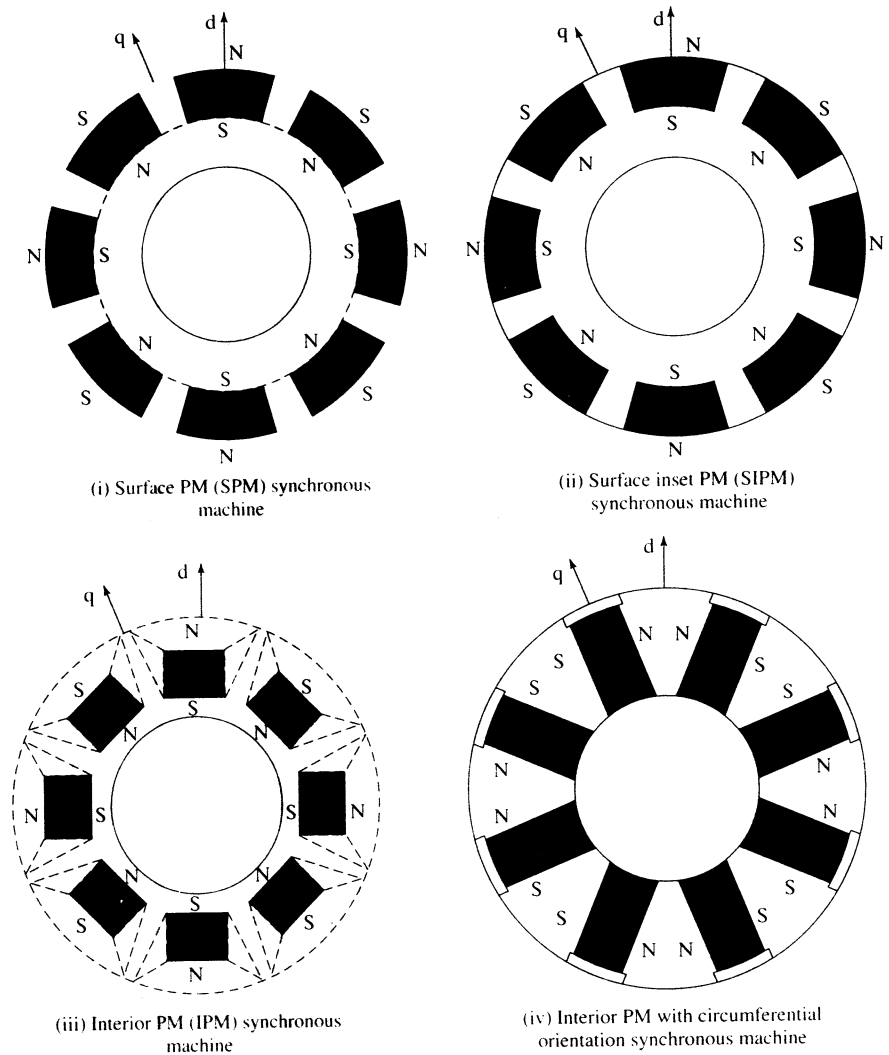 d
q
N
S
S
S
N
N
N
S
S
N
N
N
S
S
S
N
(i) Surface PM (SPM) synchronous
machine
d
q
N
S
S
S
N
N
N
S
S
N
N
N
S
S
S
N
(ii) Surface inset PM (SIPM)
synchronous machine
d
q
N
S
S
S
N
N
N
S
S
N
N
N
S
S
S
N
(iii) Interior PM (IPM) synchronous
machine
d
q
N N
S
S
S
S
N
N
N
N
S
S
S
S
N N
(iv) Interior PM with circumferential
orientation synchronous machine